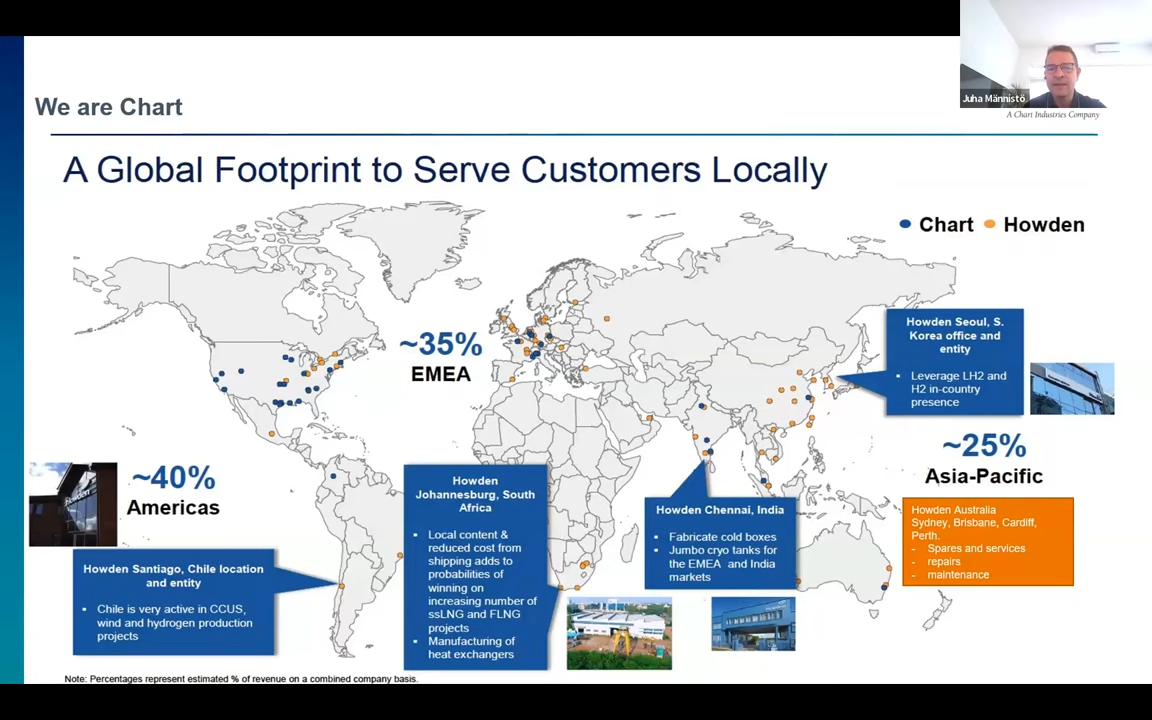 Juha Männistö
A Chart Industries Company
We are Chart
A Global Footprint to Serve Customers Locally
Chart
Howden
~35%
EMEA
Howden Seoul, S.
Korea office and
entity
Leverage LH2 and
H2 in-country
presence
~25%
Asia-Pacific
~40%
Americas
Howden
Howden
Johannesburg, South
Africa
Local content &
reduced cost from
shipping adds to
probabilities of
winning on
increasing number of
ssLNG and FLNG
projects
Manufacturing of
heat exchangers
Howden Chennai, India
Fabricate cold boxes
Jumbo cryo tanks for
the EMEA and India
markets
Howden Australia
Sydney, Brisbane, Cardiff,
Perth.
- Spares and services
- repairs
- maintenance
Howden Santiago, Chile location
and entity
Chile is very active in CCUS,
wind and hydrogen production
projects
Note: Percentages represent estimated % of revenue on a combined company basis.